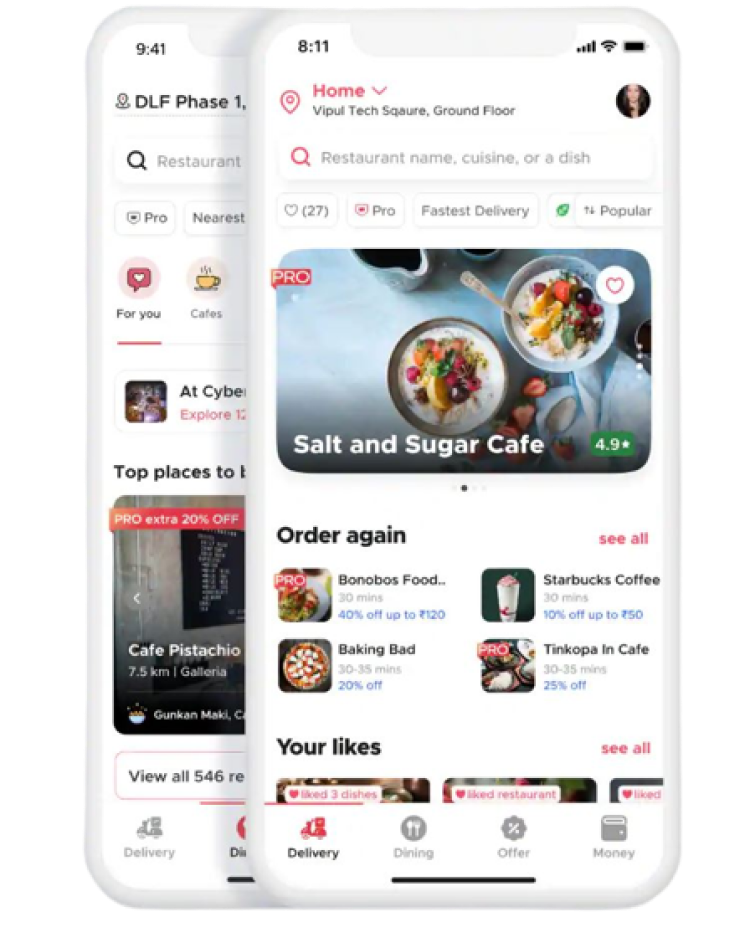 9:41
DLF Phase 1,
Restaurant
Pro
Nearest
For you
Cafes
At Cyber
Explore 12
Top places to b
PRO extra 20% OFF
Cafe Pistachio
7.5 km | Galleria
Gunkan Maki, Ca
View all 546 re
Delivery
Di
8:11
Home
Vipul Tech Sqaure, Ground Floor
Restaurant name, cuisine, or a dish
(27)
Pro
Fastest Delivery
Popular
PRO
Salt and Sugar Cafe
4.9★
Order again
see all
PRO
Bonobos Food..
30 mins
40% off up to ₹120
Starbucks Coffee
30 mins
10% off up to ₹50
Baking Bad
30-35 mins
20% off
PRO
Tinkopa In Cafe
30-35 mins
25% off
Your likes
see all
liked 3 dishes
liked restaurant
liked
Delivery
Dining
Offer
Money